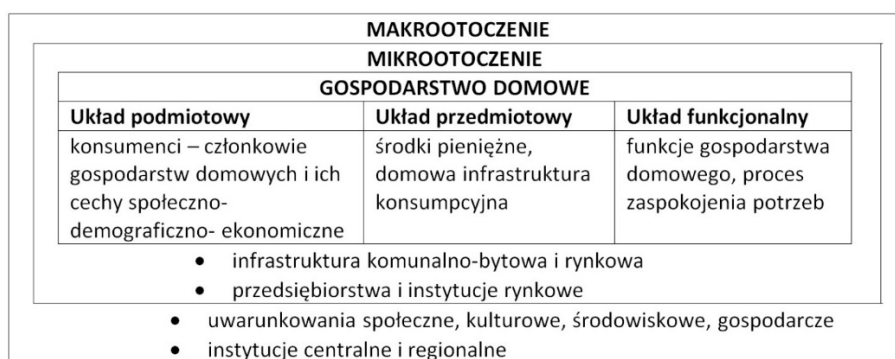 MAKROOTOCZENIE
MIKROOTOCZENIE
GOSPODARSTWO DOMOWE
Układ podmiotowy
konsumenci – członkowie
gospodarstw domowych i ich
cechy społeczno-
demograficzno- ekonomiczne
Układ przedmiotowy
środki pieniężne,
domowa infrastruktura
konsumpcyjna
Układ funkcjonalny
funkcje gospodarstwa
domowego, proces
zaspokojenia potrzeb
• infrastruktura komunalno-bytowa i rynkowa
• przedsiębiorstwa i instytucje rynkowe
• uwarunkowania społeczne, kulturowe, środowiskowe, gospodarcze
• instytucje centralne i regionalne